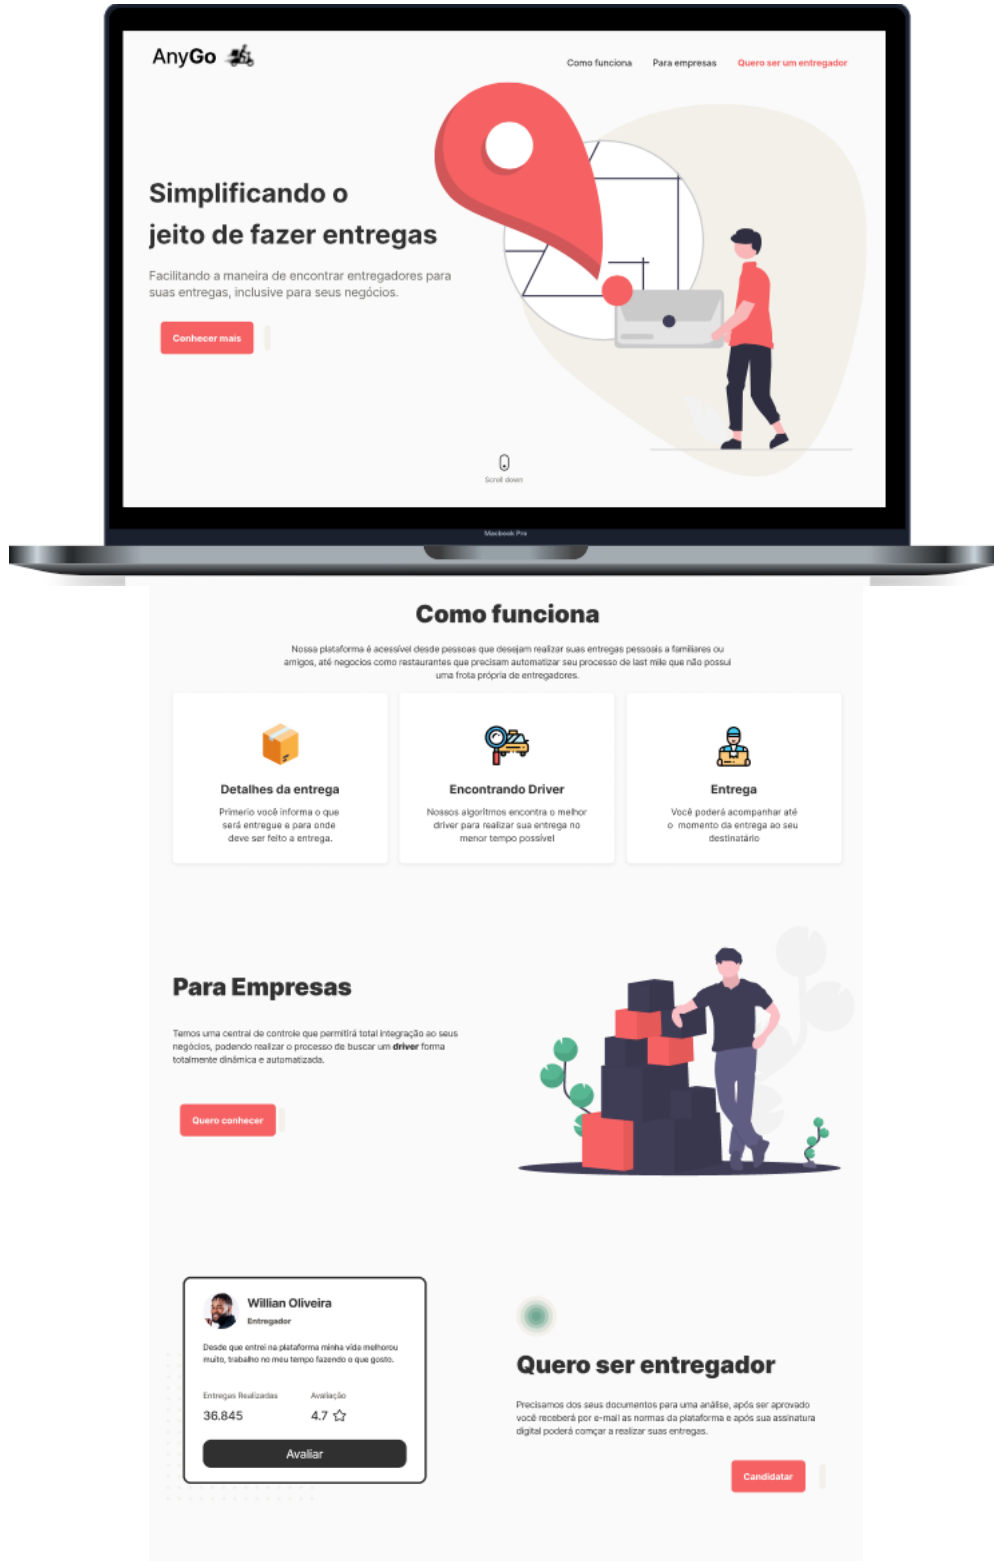 AnyGo
Como funciona Para empresas Quero ser um entregador
Simplificando o
jeito de fazer entregas
Facilitando a maneira de encontrar entregadores para
suas entregas, inclusive para seus negócios.
Conhecer mais
Scroll down
Macbook Pro
Como funciona
Nossa plataforma é acessível desde pessoas que desejam realizar suas entregas pessoais a familiares ou
amigos, até negocios como restaurantes que precisam automatizar seu processo de last mile que não possui
uma frota própria de entregadores.
Detalhes da entrega
Primerio você informa o que
será entregue e para onde
deve ser feito a entrega.
Encontrando Driver
Nossos algoritmos encontra o melhor
driver para realizar sua entrega no
menor tempo possível
Entrega
Você poderá acompanhar até
o momento da entrega ao seu
destinatário
Para Empresas
Temos uma central de controle que permitirá total integração ao seus
negócios, podendo realizar o processo de buscar um driver forma
totalmente dinâmica e automatizada.
Quero conhecer
Willian Oliveira
Entregador
Desde que entrei na plataforma minha vida melhorou
muito, trabalho no meu tempo fazendo o que gosto.
Entregas Realizadas Avaliação
36.845 4.7
Avaliar
Quero ser entregador
Precisamos dos seus documentos para uma análise, após ser aprovado
você receberá por e-mail as normas da plataforma e após sua assinatura
digital poderá comçar a realizar suas entregas.
Candidatar